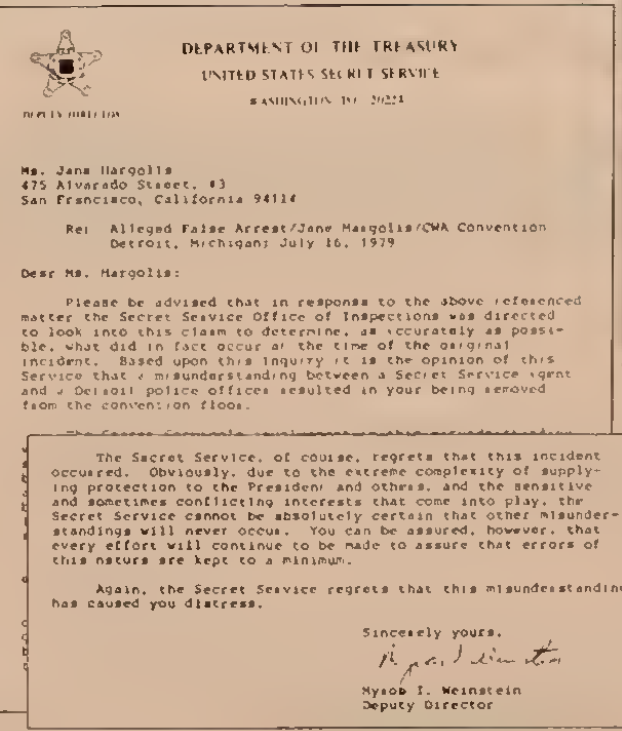 DEPARTMENT OF THE TREASURY
UNITED STATES SECRET SERVICE
WASHINGTON, DC 20223
DEPUTY DIRECTOR
Ms. Jane Margolis
475 Alvarado Street, #3
San Francisco, California 94114
Re: Alleged False Arrest/Jane Margolis/CWA Convention
Detroit, Michigan; July 16, 1979
Dear Ms. Margolis:
Please be advised that in response to the above referenced
matter the Secret Service Office of Inspections was directed
to look into this claim to determine, as accurately as possi-
ble, what did in fact occur at the time of the original
incident. Based upon this inquiry it is the opinion of this
Service that a misunderstanding between a Secret Service agent
and a Detroit police officer resulted in your being removed
from the convention floor.
The Secret Service, of course, regrets that this incident
occurred. Obviously, due to the extreme complexity of supply-
ing protection to the President and others, and the sensitive
and sometimes conflicting interests that come into play, the
Secret Service cannot be absolutely certain that other misunder-
standings will never occur. You can be assured, however, that
every effort will continue to be made to assure that errors of
this nature are kept to a minimum.
Again, the Secret Service regrets that this misunderstanding
has caused you distress.
Sincerely yours,
Myron I. Weinstein
Deputy Director